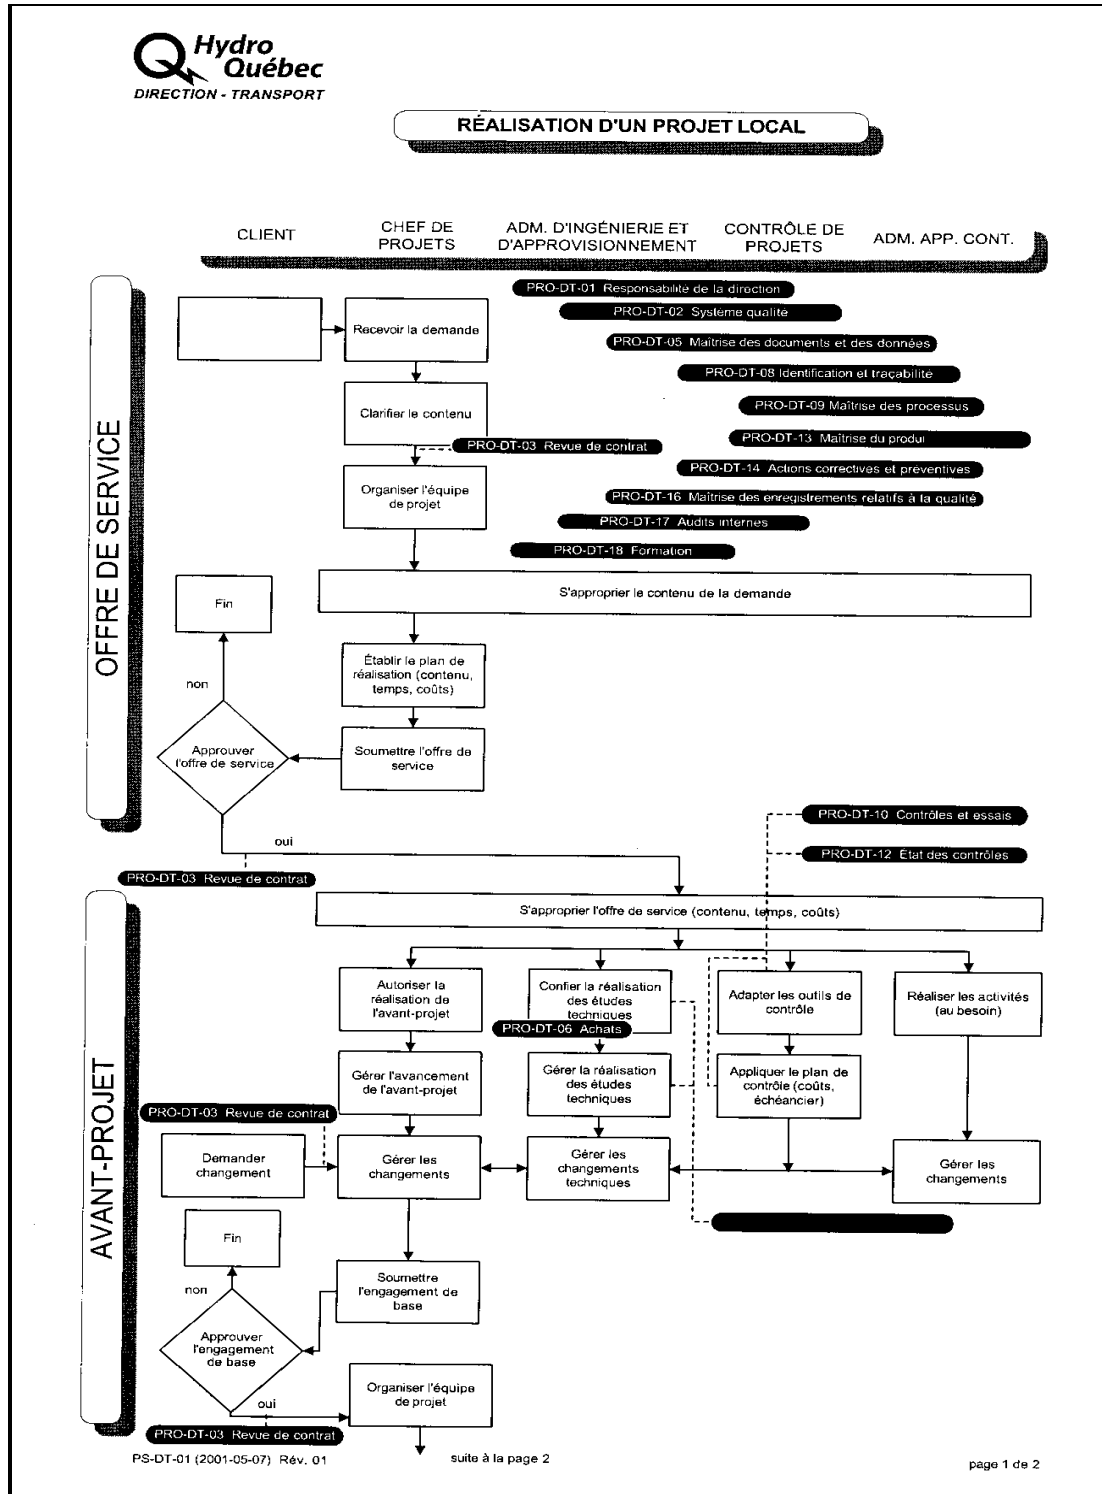 Hydro
Québec
DIRECTION - TRANSPORT
RÉALISATION D'UN PROJET LOCAL
CLIENT
CHEF DE
PROJETS
ADM. D'INGÉNIERIE ET
D'APPROVISIONNEMENT
CONTRÔLE DE
PROJETS
ADM. APP. CONT.
OFFRE DE SERVICE
PRO-DT-01 Responsabilité de la direction
PRO-DT-02 Système qualité
Recevoir la demande
PRO-DT-05 Maîtrise des documents et des données
PRO-DT-08 Identification et traçabilité
PRO-DT-09 Maîtrise des processus
Clarifier le contenu
PRO-DT-13 Maîtrise du produi
PRO-DT-03 Revue de contrat
PRO-DT-14 Actions correctives et préventives
Organiser l'équipe
de projet
PRO-DT-16 Maîtrise des enregistrements relatifs à la qualité
PRO-DT-17 Audits internes
PRO-DT-18 Formation
S'approprier le contenu de la demande
Fin
Établir le plan de
réalisation (contenu,
temps, coûts)
non
Approuver
l'offre de service
Soumettre l'offre de
service
oui
PRO-DT-10 Contrôles et essais
PRO-DT-12 État des contrôles
PRO-DT-03 Revue de contrat
AVANT-PROJET
S'approprier l'offre de service (contenu, temps, coûts)
Autoriser la
réalisation de
l'avant-projet
Confier la réalisation
des études
techniques
Adapter les outils de
contrôle
Réaliser les activités
(au besoin)
PRO-DT-06 Achats
Gérer l'avancement
de l'avant-projet
Gérer la réalisation
des études
techniques
Appliquer le plan de
contrôle (coûts,
échéancier)
PRO-DT-03 Revue de contrat
Demander
changement
Gérer les
changements
Gérer les
changements
techniques
Gérer les
changements
Fin
non
Soumettre
l'engagement de
base
Approuver
l'engagement
de base
Organiser l'équipe
de projet
oui
PRO-DT-03 Revue de contrat
PS-DT-01 (2001-05-07) Rév. 01
suite à la page 2
page 1 de 2